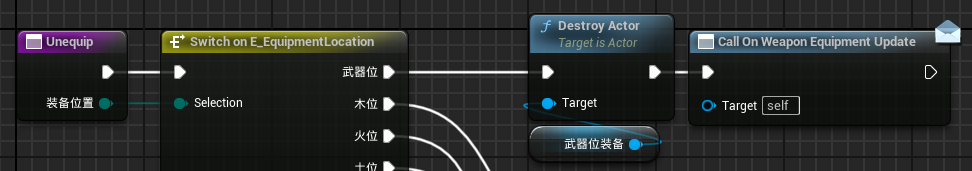 Unequip
装备位置
Switch on E_EquipmentLocation
武器位
Selection
木位
火位
土位
Destroy Actor
Target is Actor
Target
武器位装备
Call On Weapon Equipment Update
Target self